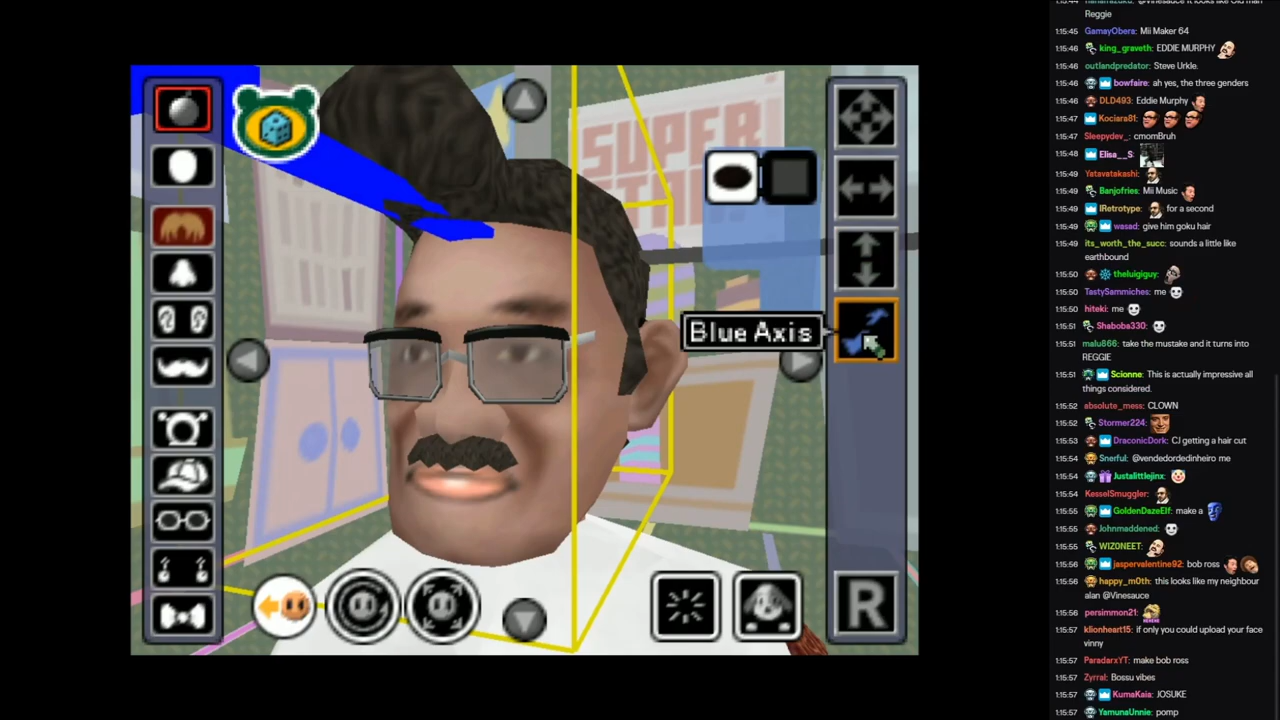 SUPER
Blue Axis
R
Reggie
1:15:45 GamayObera: Mii Maker 64
1:15:46 king_graveth: EDDIE MURPHY
1:15:46 outlandpredator: Steve Urkle.
1:15:46 bowfaire: ah yes, the three genders
1:15:46 DLD493: Eddie Murphy
1:15:47 Kociara81:
1:15:47 Sleepydev_: cmomBruh
1:15:48 Elisa__S:
1:15:49 Yatavatakashi:
1:15:49 Banjofries: Mii Music
1:15:49 IRetrotype: for a second
1:15:49 wasad: give him goku hair
1:15:49 its_worth_the_succ: sounds a little like
earthbound
1:15:50 theluigiguy:
1:15:50 TastySammiches: me
1:15:50 hiteki: me
1:15:51 Shaboba330:
1:15:51 malu866: take the mustake and it turns into
REGGIE
1:15:51 Scionne: This is actually impressive all
things considered.
1:15:52 absolute_mess: CLOWN
1:15:52 Stormer224:
1:15:53 DraconicDork: CJ getting a hair cut
1:15:54 Snerful: @vendedordedinheiro me
1:15:54 Justalittlejinx:
1:15:54 KesselSmuggler:
1:15:55 GoldenDazeElf: make a
1:15:55 Johnmaddened:
1:15:55 WIZ0NEET:
1:15:56 jaspervalentine92: bob ross
1:15:56 happy_m0th: this looks like my neighbour
alan @Vinesauce
1:15:56 persimmon21:
1:15:57 klionheart15: if only you could upload your face
vinny
1:15:57 ParadarxYT: make bob ross
1:15:57 Zyrral: Bossu vibes
1:15:57 KumaKaia: JOSUKE
1:15:57 YamunaUnnie: pomp